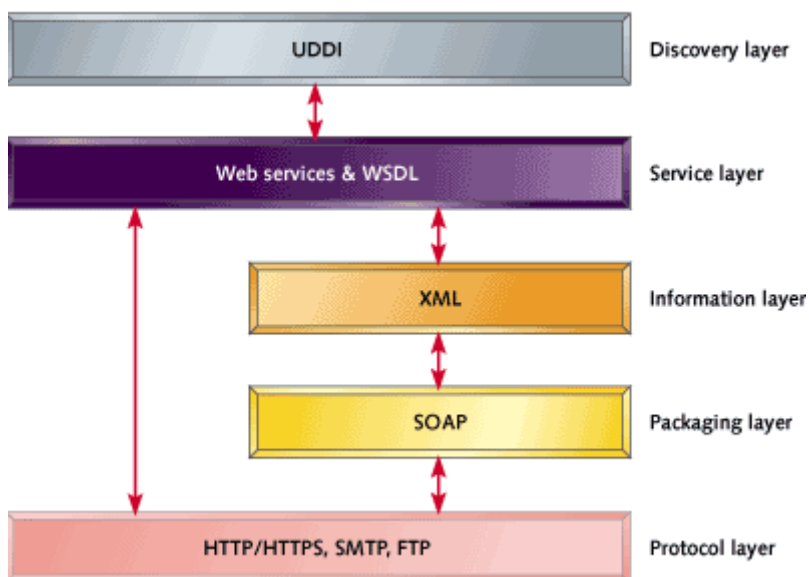 UDDI
Discovery layer
Web services & WSDL
Service layer
XML
Information layer
SOAP
Packaging layer
HTTP/HTTPS, SMTP, FTP
Protocol layer